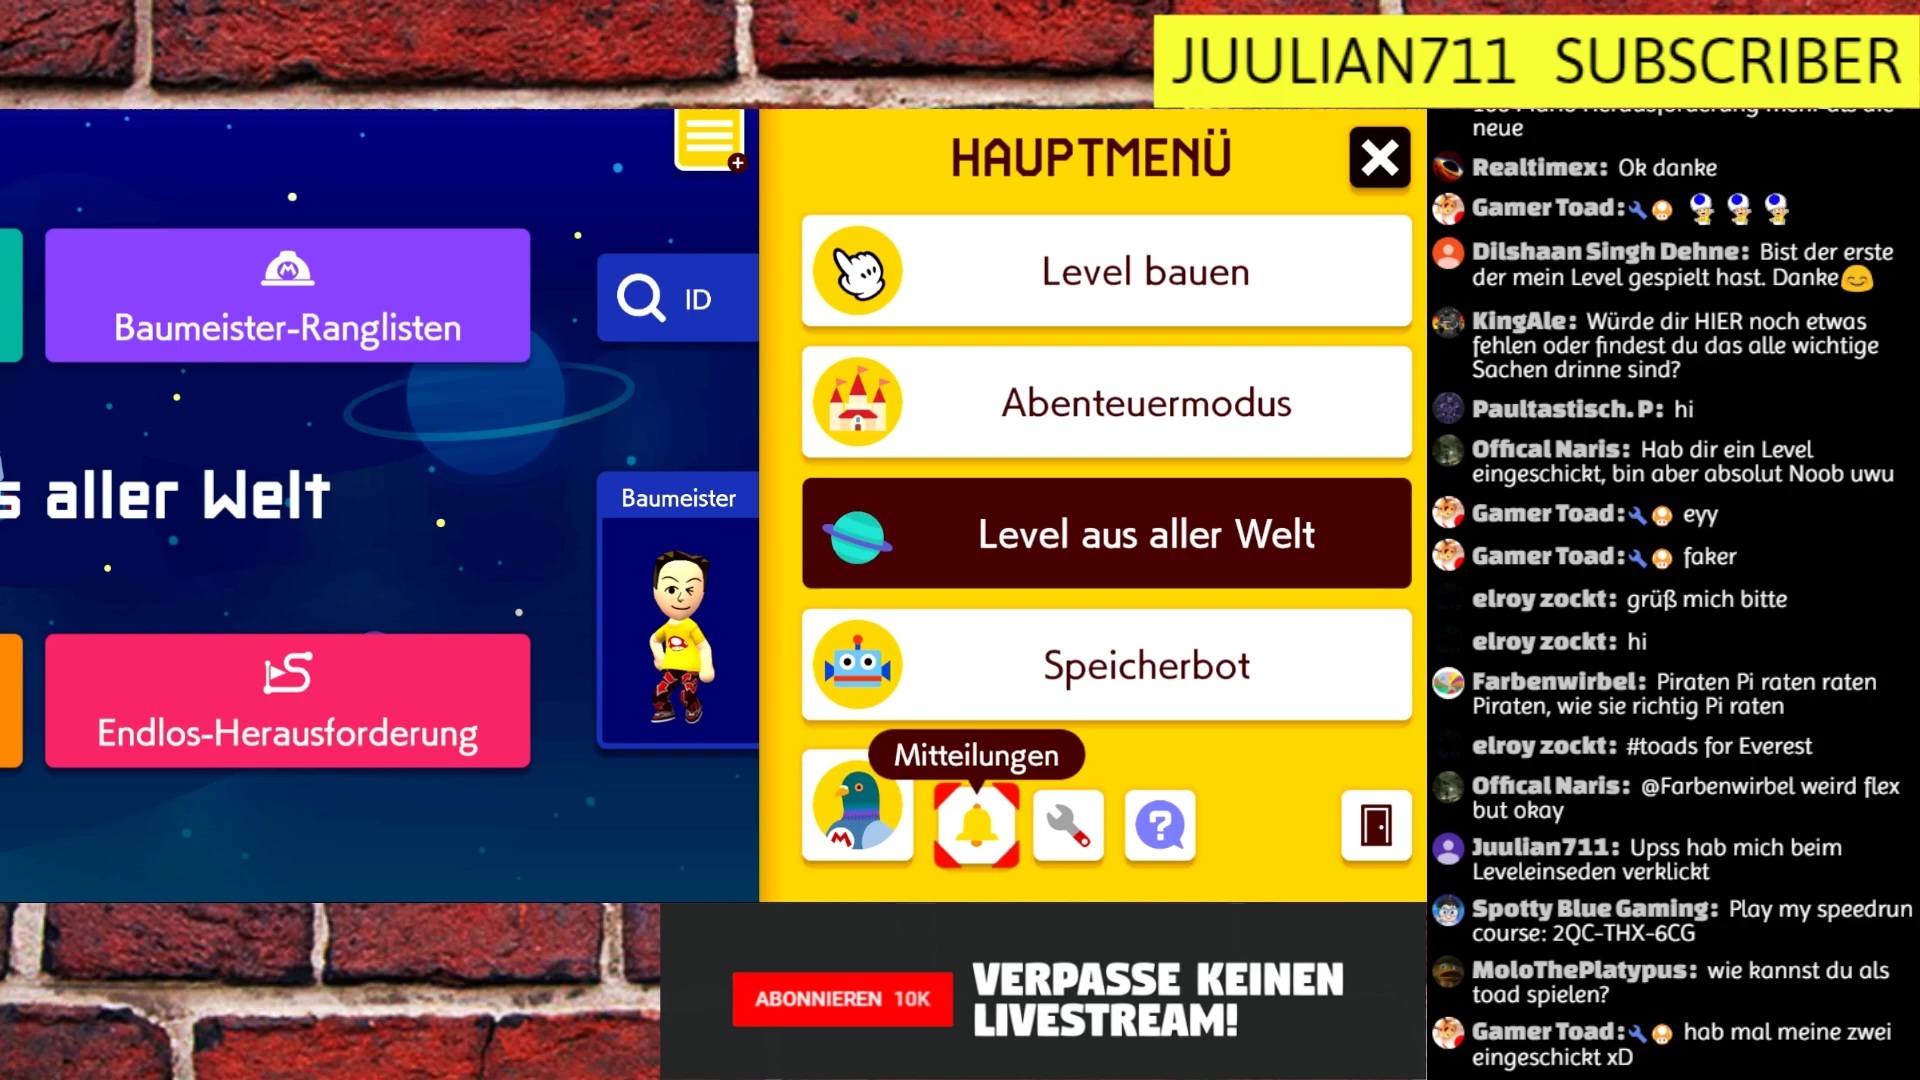 JUULIAN711 SUBSCRIBER
HAUPTMENÜ
Level bauen
Abenteuermodus
Level aus aller Welt
Speicherbot
Mitteilungen
Baumeister-Ranglisten
ID
s aller Welt
Baumeister
Endlos-Herausforderung
ABONNIEREN 10K
VERPASSE KEINEN
LIVESTREAM!
neue
Realtimex: Ok danke
Gamer Toad:
Dilshaan Singh Dehne: Bist der erste
der mein Level gespielt hast. Danke😊
KingAle: Würde dir HIER noch etwas
fehlen oder findest du das alle wichtige
Sachen drinne sind?
Paultastisch. P: hi
Offical Naris: Hab dir ein Level
eingeschickt, bin aber absolut Noob uwu
Gamer Toad: eyy
Gamer Toad: faker
elroy zockt: grüß mich bitte
elroy zockt: hi
Farbenwirbel: Piraten Pi raten raten
Piraten, wie sie richtig Pi raten
elroy zockt: #toads for Everest
Offical Naris: @Farbenwirbel weird flex
but okay
Juulian711: Upss hab mich beim
Leveleinseden verklickt
Spotty Blue Gaming: Play my speedrun
course: 2QC-THX-6CG
MoloThePlatypus: wie kannst du als
toad spielen?
Gamer Toad: hab mal meine zwei
eingeschickt xD